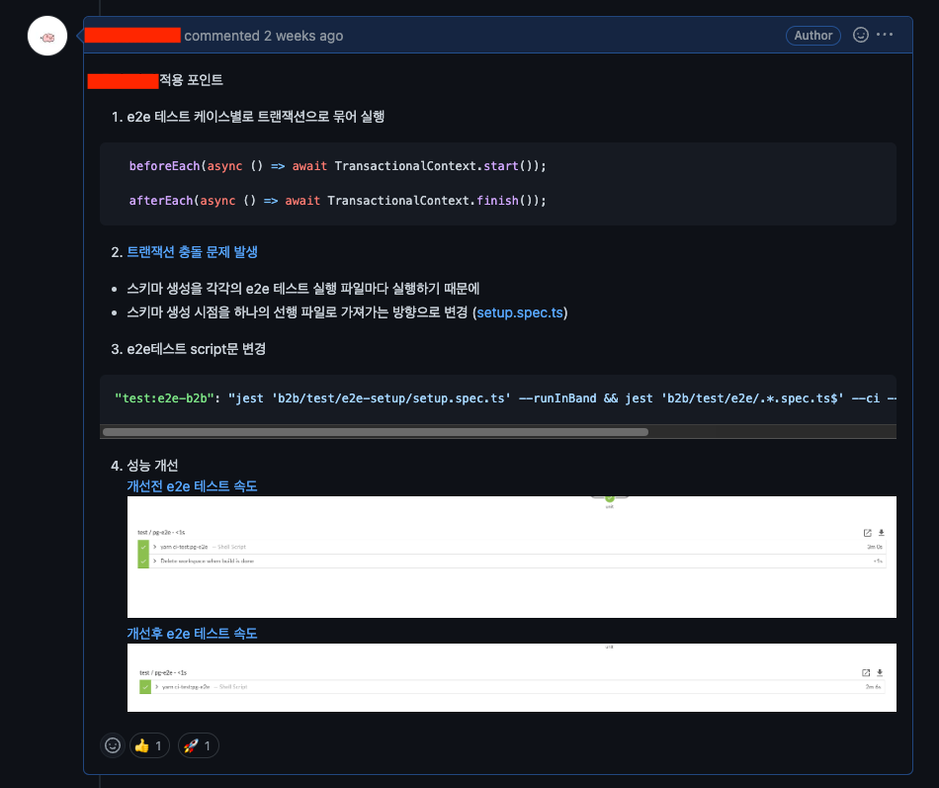 commented 2 weeks ago
Author
적용 포인트
1. e2e 테스트 케이스별로 트랜잭션으로 묶어 실행
beforeEach(async () => await TransactionalContext.start());
afterEach(async () => await TransactionalContext.finish());
2. 트랜잭션 충돌 문제 발생
• 스키마 생성을 각각의 e2e 테스트 실행 파일마다 실행하기 때문에
• 스키마 생성 시점을 하나의 선행 파일로 가져가는 방향으로 변경 (setup.spec.ts)
3. e2e테스트 script문 변경
"test:e2e-b2b": "jest 'b2b/test/e2e-setup/setup.spec.ts' --runInBand && jest 'b2b/test/e2e/.*.spec.ts$' --ci --
4. 성능 개선
개선전 e2e 테스트 속도
test / pg-e2e - <1s
yarn ci-test:pg-e2e — Shell Script
Delete workspace when build is done
<1s
개선후 e2e 테스트 속도
test / pg-e2e - <1s
yarn ci-test:pg-e2e — Shell Script
👍 1
🚀 1